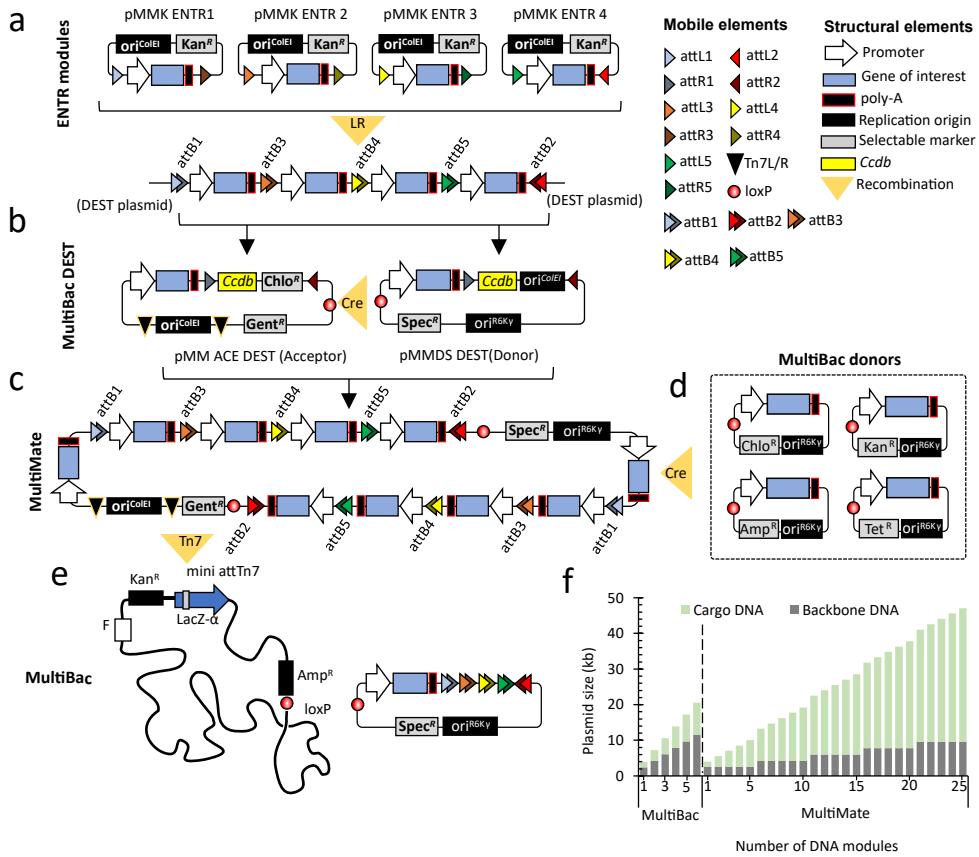 a
ENTR modules
pMMK ENTR1
pMMK ENTR 2
pMMK ENTR 3
pMMK ENTR 4
ori^ColEI Kan^R
ori^ColEI Kan^R
ori^ColEI Kan^R
ori^ColEI Kan^R
LR
attB1
attB3
attB4
attB5
attB2
(DEST plasmid)
(DEST plasmid)
Mobile elements
attL1
attL2
attR1
attR2
attL3
attL4
attR3
attR4
attL5
Tn7L/R
attR5
loxP
attB1
attB2
attB3
attB4
attB5
Structural elements
Promoter
Gene of interest
poly-A
Replication origin
Selectable marker
Ccdb
Recombination
b
MultiBac DEST
Ccdb
Chlo^R
ori^ColEI
Gent^R
Cre
Ccdb
ori^ColEI
Spec^R
ori^R6Kγ
pMM ACE DEST (Acceptor)
pMMDS DEST(Donor)
c
MultiMate
attB1
attB3
attB4
attB5
attB2
Spec^R
ori^R6Kγ
ori^ColEI
Gent^R
attB2
attB5
attB4
attB3
attB1
Cre
Tn7
d
MultiBac donors
Chlo^R ori^R6Kγ
Kan^R ori^R6Kγ
Amp^R ori^R6Kγ
Tet^R ori^R6Kγ
e
MultiBac
mini attTn7
Kan^R
LacZ-α
F
Amp^R
loxP
Spec^R
ori^R6Kγ
f
Cargo DNA
Backbone DNA
Plasmid size (kb)
50
40
30
20
10
0
1 3 5 1 5 10 15 20 25
MultiBac
MultiMate
Number of DNA modules